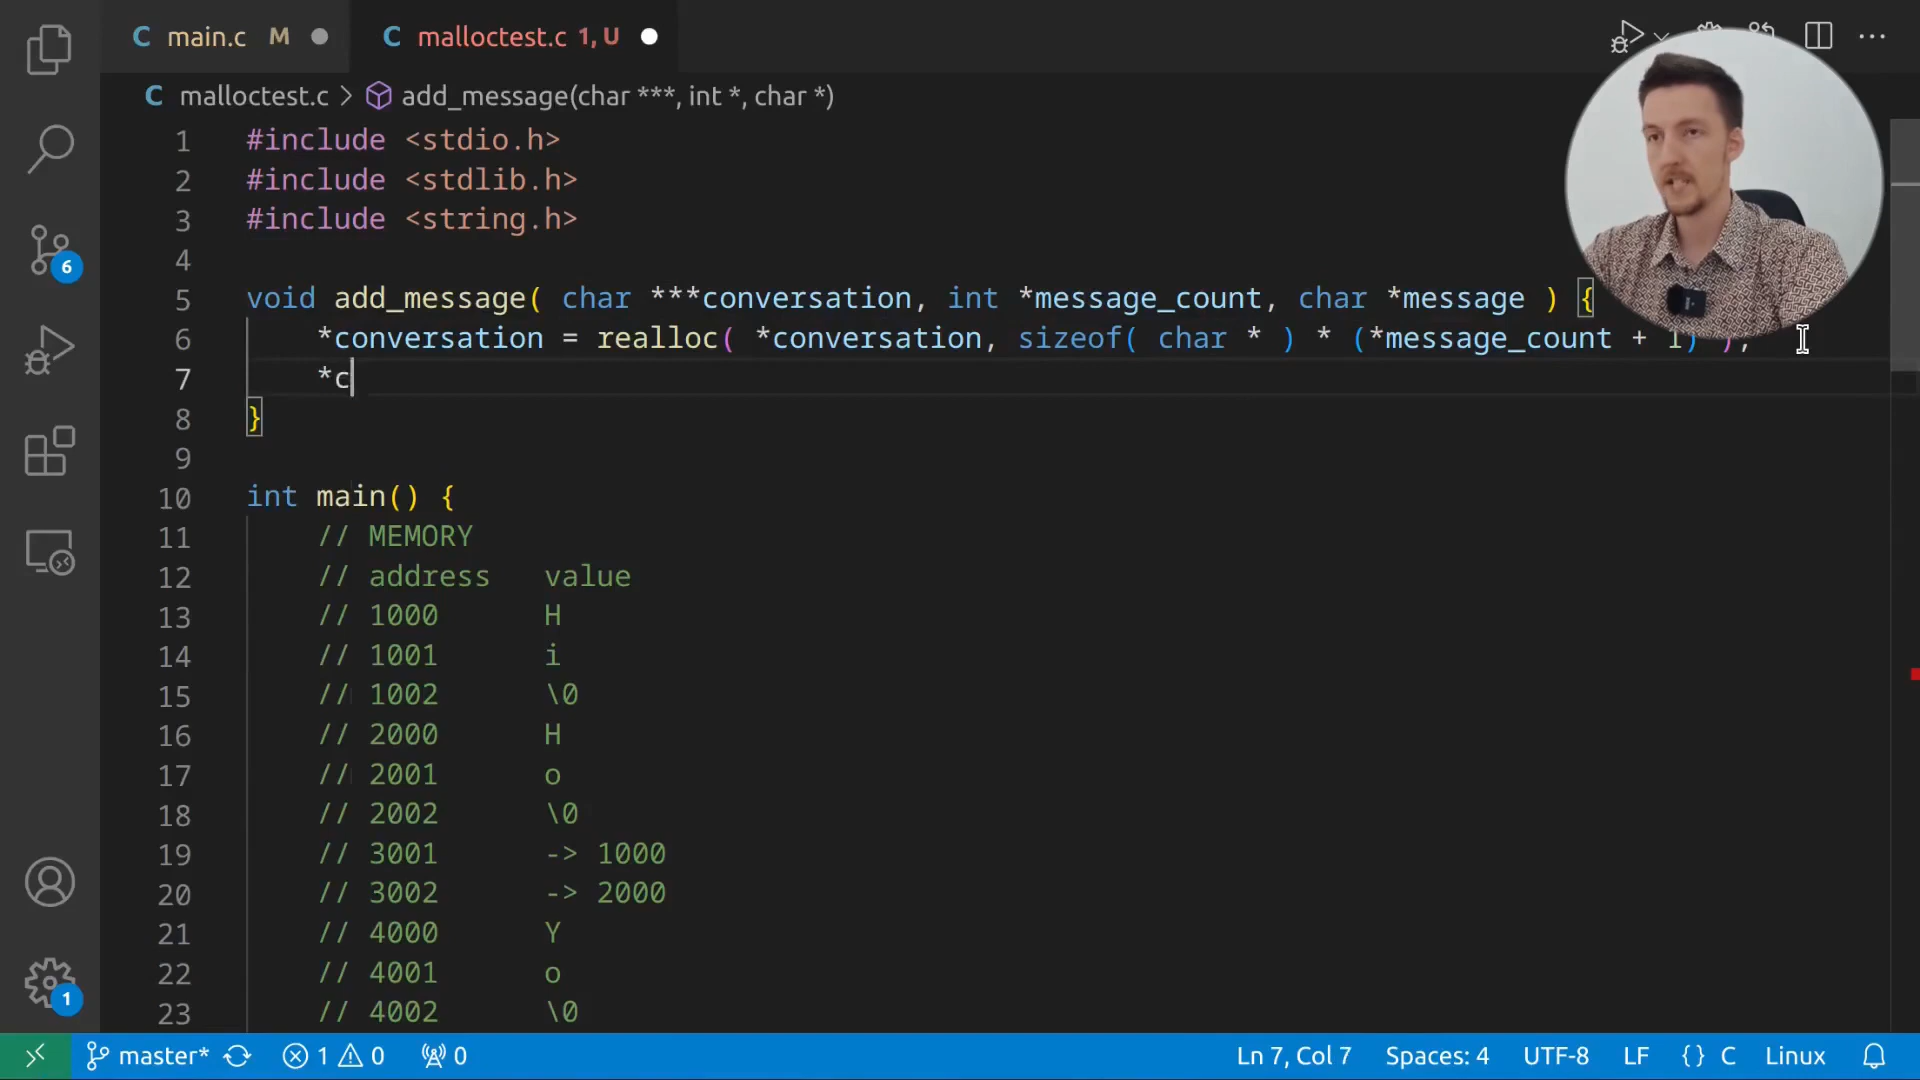 main.c M
malloctest.c 1, U
malloctest.c > add_message(char ***, int *, char *)
1 #include <stdio.h>
2 #include <stdlib.h>
3 #include <string.h>
4
5 void add_message( char ***conversation, int *message_count, char *message ) {
6 *conversation = realloc( *conversation, sizeof( char * ) * (*message_count + 1) );
7 *c
8 }
9
10 int main() {
11 // MEMORY
12 // address value
13 // 1000 H
14 // 1001 i
15 // 1002 \0
16 // 2000 H
17 // 2001 o
18 // 2002 \0
19 // 3001 -> 1000
20 // 3002 -> 2000
21 // 4000 Y
22 // 4001 o
23 // 4002 \0
6
1
master* 1 0 0 Ln 7, Col 7 Spaces: 4 UTF-8 LF {} C Linux